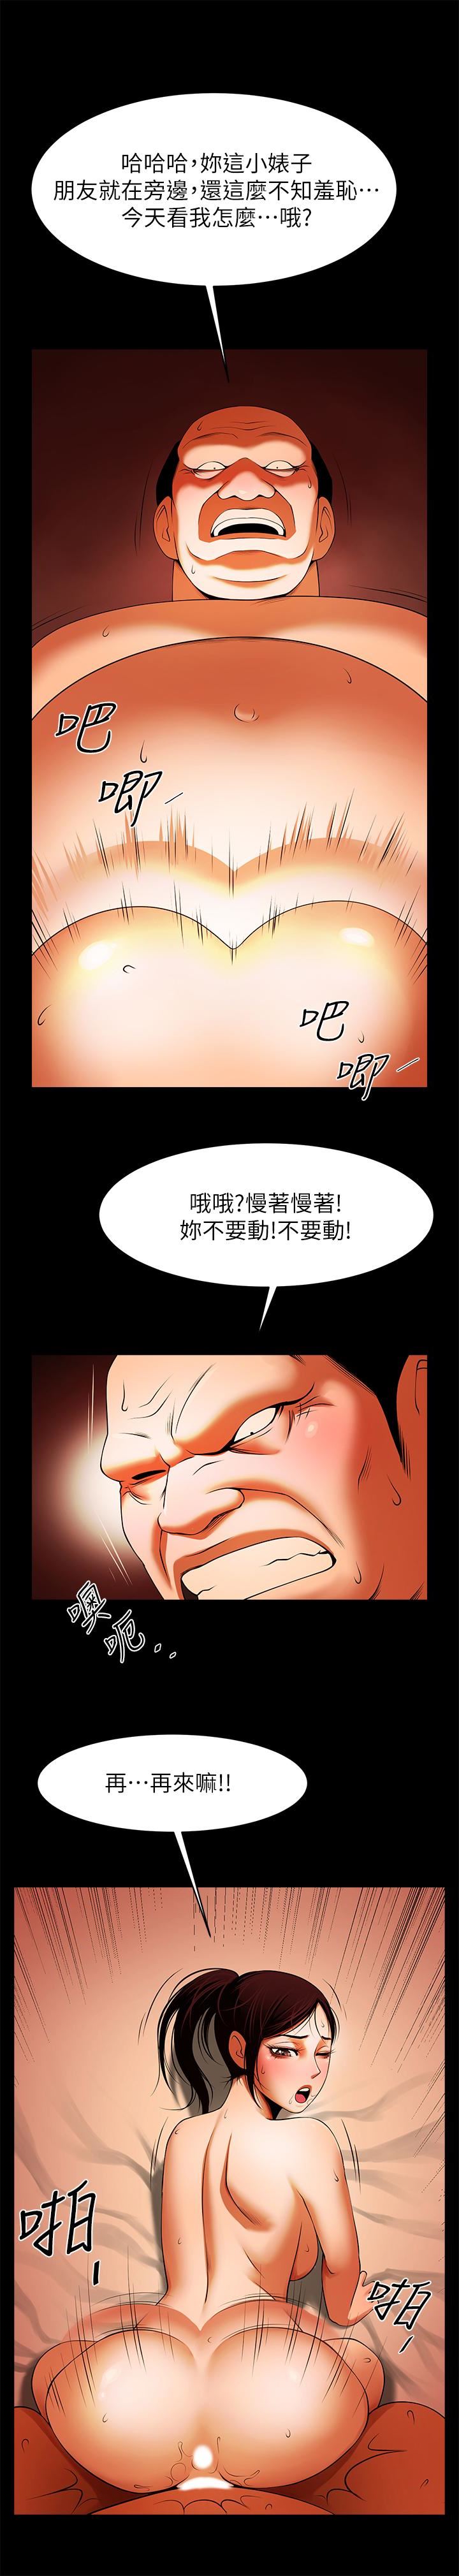 哈哈哈，妳這小婊子
朋友就在旁邊，還這麼不知羞恥…
今天看我怎麼…哦?
吧
唧
吧
唧
哦哦?慢著慢著!
妳不要動!不要動!
噢
呃..
再…再來嘛!!
啪
啪